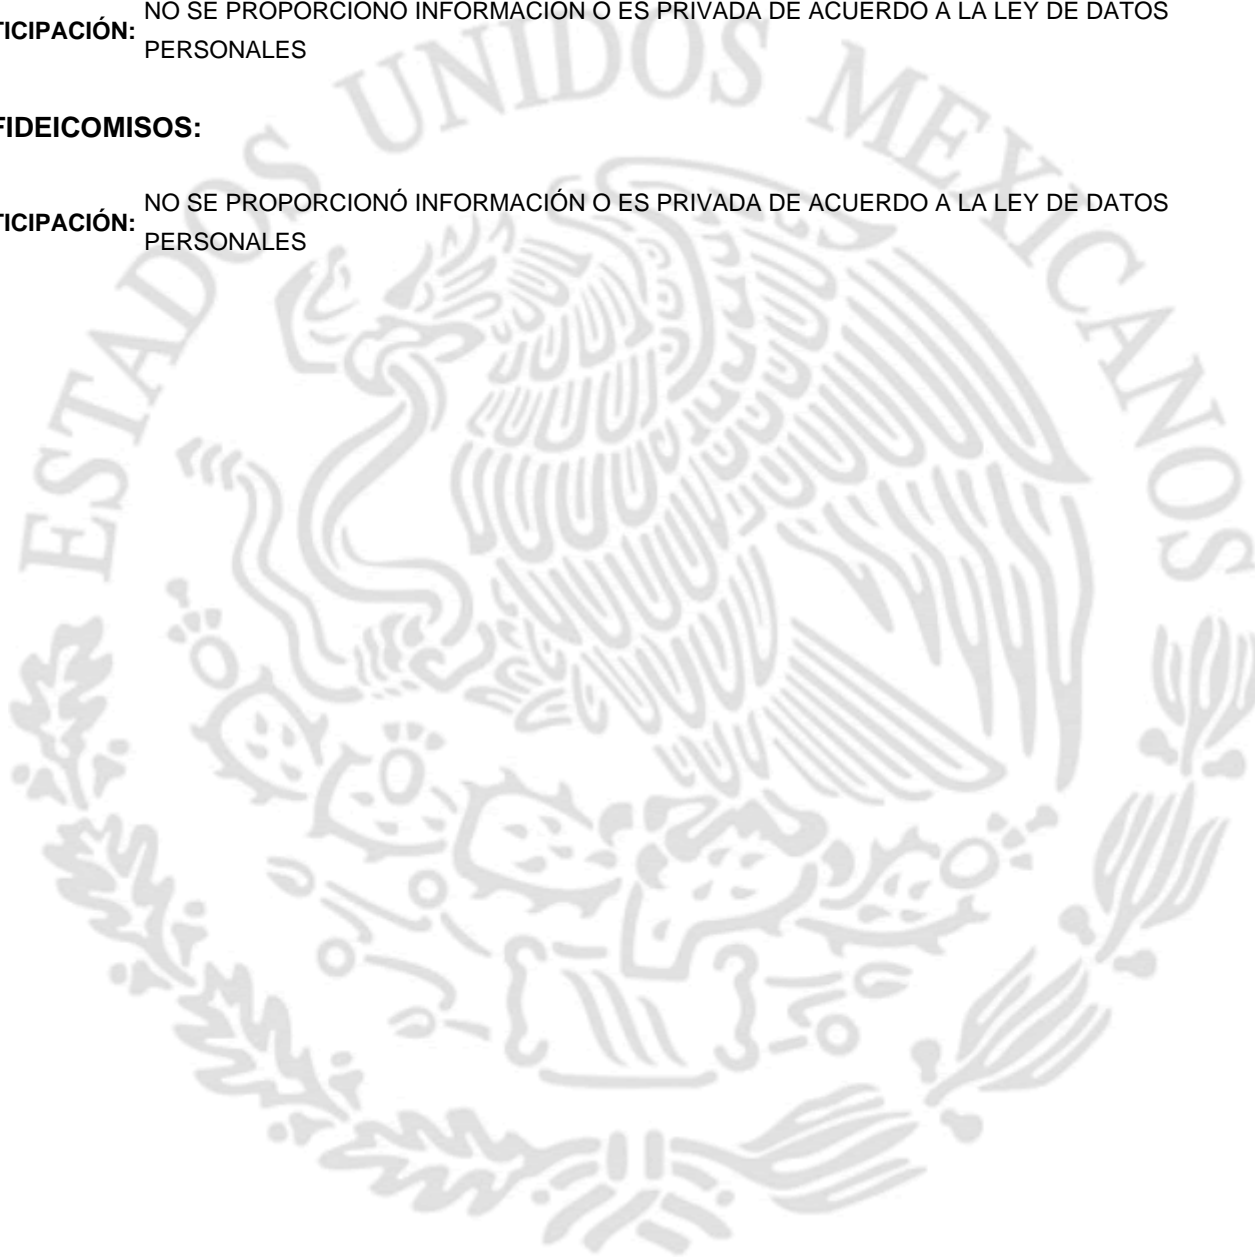 NO SE PROPORCIONÓ INFORMACIÓN O ES PRIVADA DE ACUERDO A LA LEY DE DATOS
TICIPACIÓN:
PERSONALES
FIDEICOMISOS:
NO SE PROPORCIONÓ INFORMACIÓN O ES PRIVADA DE ACUERDO A LA LEY DE DATOS
TICIPACIÓN:
PERSONALES
ESTADOS UNIDOS MEXICANOS